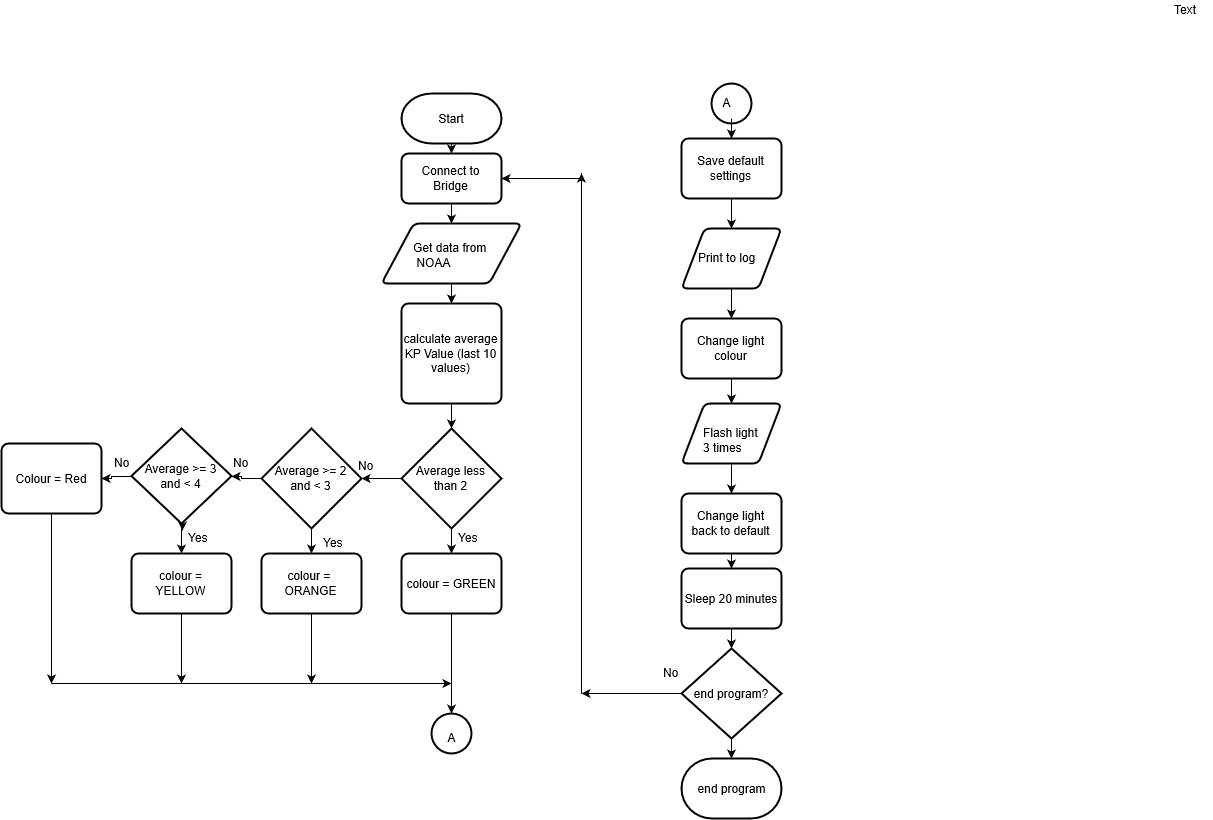 Text
Start
Connect to
Bridge
Get data from
NOAA
calculate average
KP Value (last 10
values)
Average less
than 2
No
Yes
Average >= 2
and < 3
No
Yes
Average >= 3
and < 4
No
Yes
Colour = Red
colour =
YELLOW
colour =
ORANGE
colour = GREEN
A
A
Save default
settings
Print to log
Change light
colour
Flash light
3 times
Change light
back to default
Sleep 20 minutes
No
end program?
end program